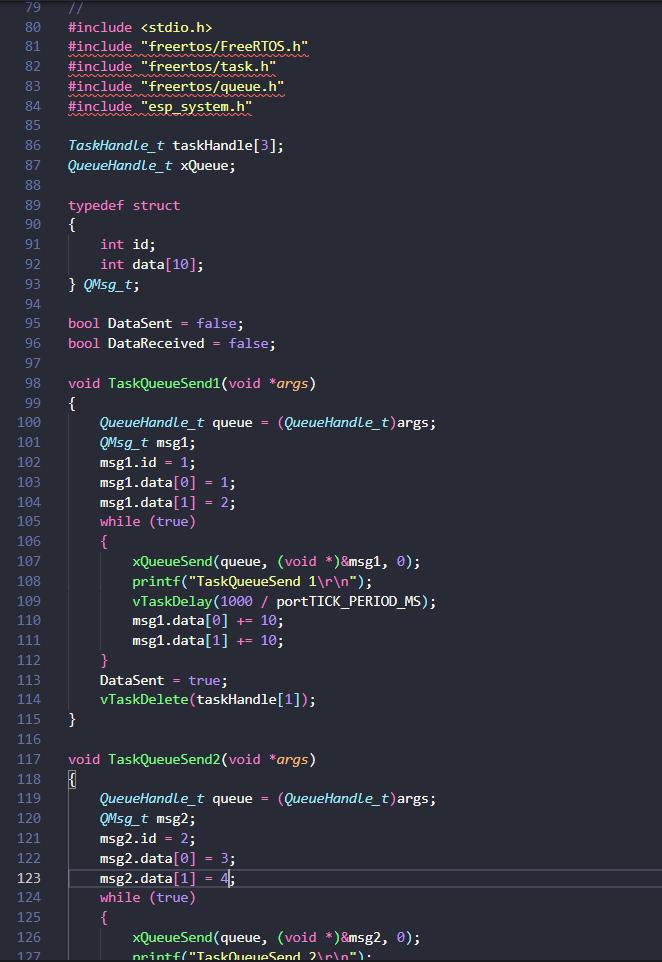 79 //
80 #include <stdio.h>
81 #include "freertos/FreeRTOS.h"
82 #include "freertos/task.h"
83 #include "freertos/queue.h"
84 #include "esp_system.h"
85
86 TaskHandle_t taskHandle[3];
87 QueueHandle_t xQueue;
88
89 typedef struct
90 {
91     int id;
92     int data[10];
93 } QMsg_t;
94
95 bool DataSent = false;
96 bool DataReceived = false;
97
98 void TaskQueueSend1(void *args)
99 {
100     QueueHandle_t queue = (QueueHandle_t)args;
101     QMsg_t msg1;
102     msg1.id = 1;
103     msg1.data[0] = 1;
104     msg1.data[1] = 2;
105     while (true)
106     {
107         xQueueSend(queue, (void *)&msg1, 0);
108         printf("TaskQueueSend 1\r\n");
109         vTaskDelay(1000 / portTICK_PERIOD_MS);
110         msg1.data[0] += 10;
111         msg1.data[1] += 10;
112     }
113     DataSent = true;
114     vTaskDelete(taskHandle[1]);
115 }
116
117 void TaskQueueSend2(void *args)
118 {
119     QueueHandle_t queue = (QueueHandle_t)args;
120     QMsg_t msg2;
121     msg2.id = 2;
122     msg2.data[0] = 3;
123     msg2.data[1] = 4;
124     while (true)
125     {
126         xQueueSend(queue, (void *)&msg2, 0);
127         printf("TaskQueueSend 2\r\n");